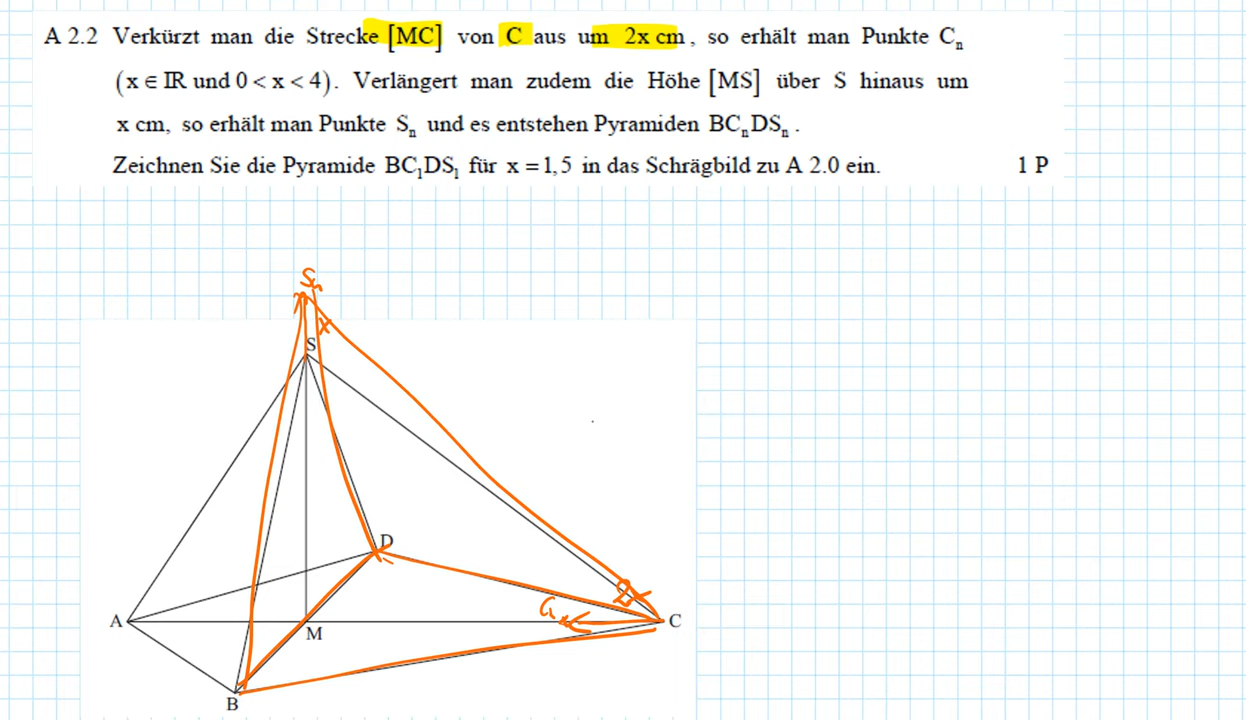 A 2.2 Verkürzt man die Strecke [MC] von C aus um 2x cm, so erhält man Punkte Cₙ
(x ∈ ℝ und 0 < x < 4). Verlängert man zudem die Höhe [MS] über S hinaus um
x cm, so erhält man Punkte Sₙ und es entstehen Pyramiden BCₙDSₙ.
Zeichnen Sie die Pyramide BC₁DS₁ für x = 1,5 in das Schrägbild zu A 2.0 ein. 1 P
Sₙ
x
S
D
2x
A
M
C
B